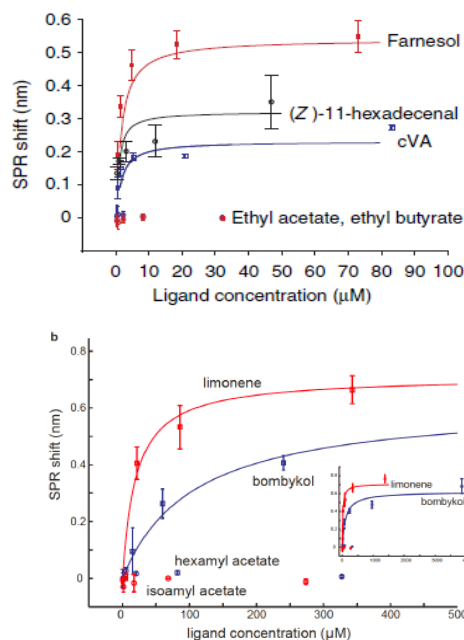 0.6
0.5
0.4
0.3
0.2
0.1
0
SPR shift (nm)
Farnesol
(Z)-11-hexadecenal
cVA
Ethyl acetate, ethyl butyrate
0 10 20 30 40 50 60 70 80 90
Ligand concentration (μM)
b
0.8
0.6
0.4
0.2
0.0
SPR shift (nm)
limonene
bombykol
hexamyl acetate
isoamyl acetate
limonene
bombykol
0 100 200 300 400 500
ligand concentration (μM)